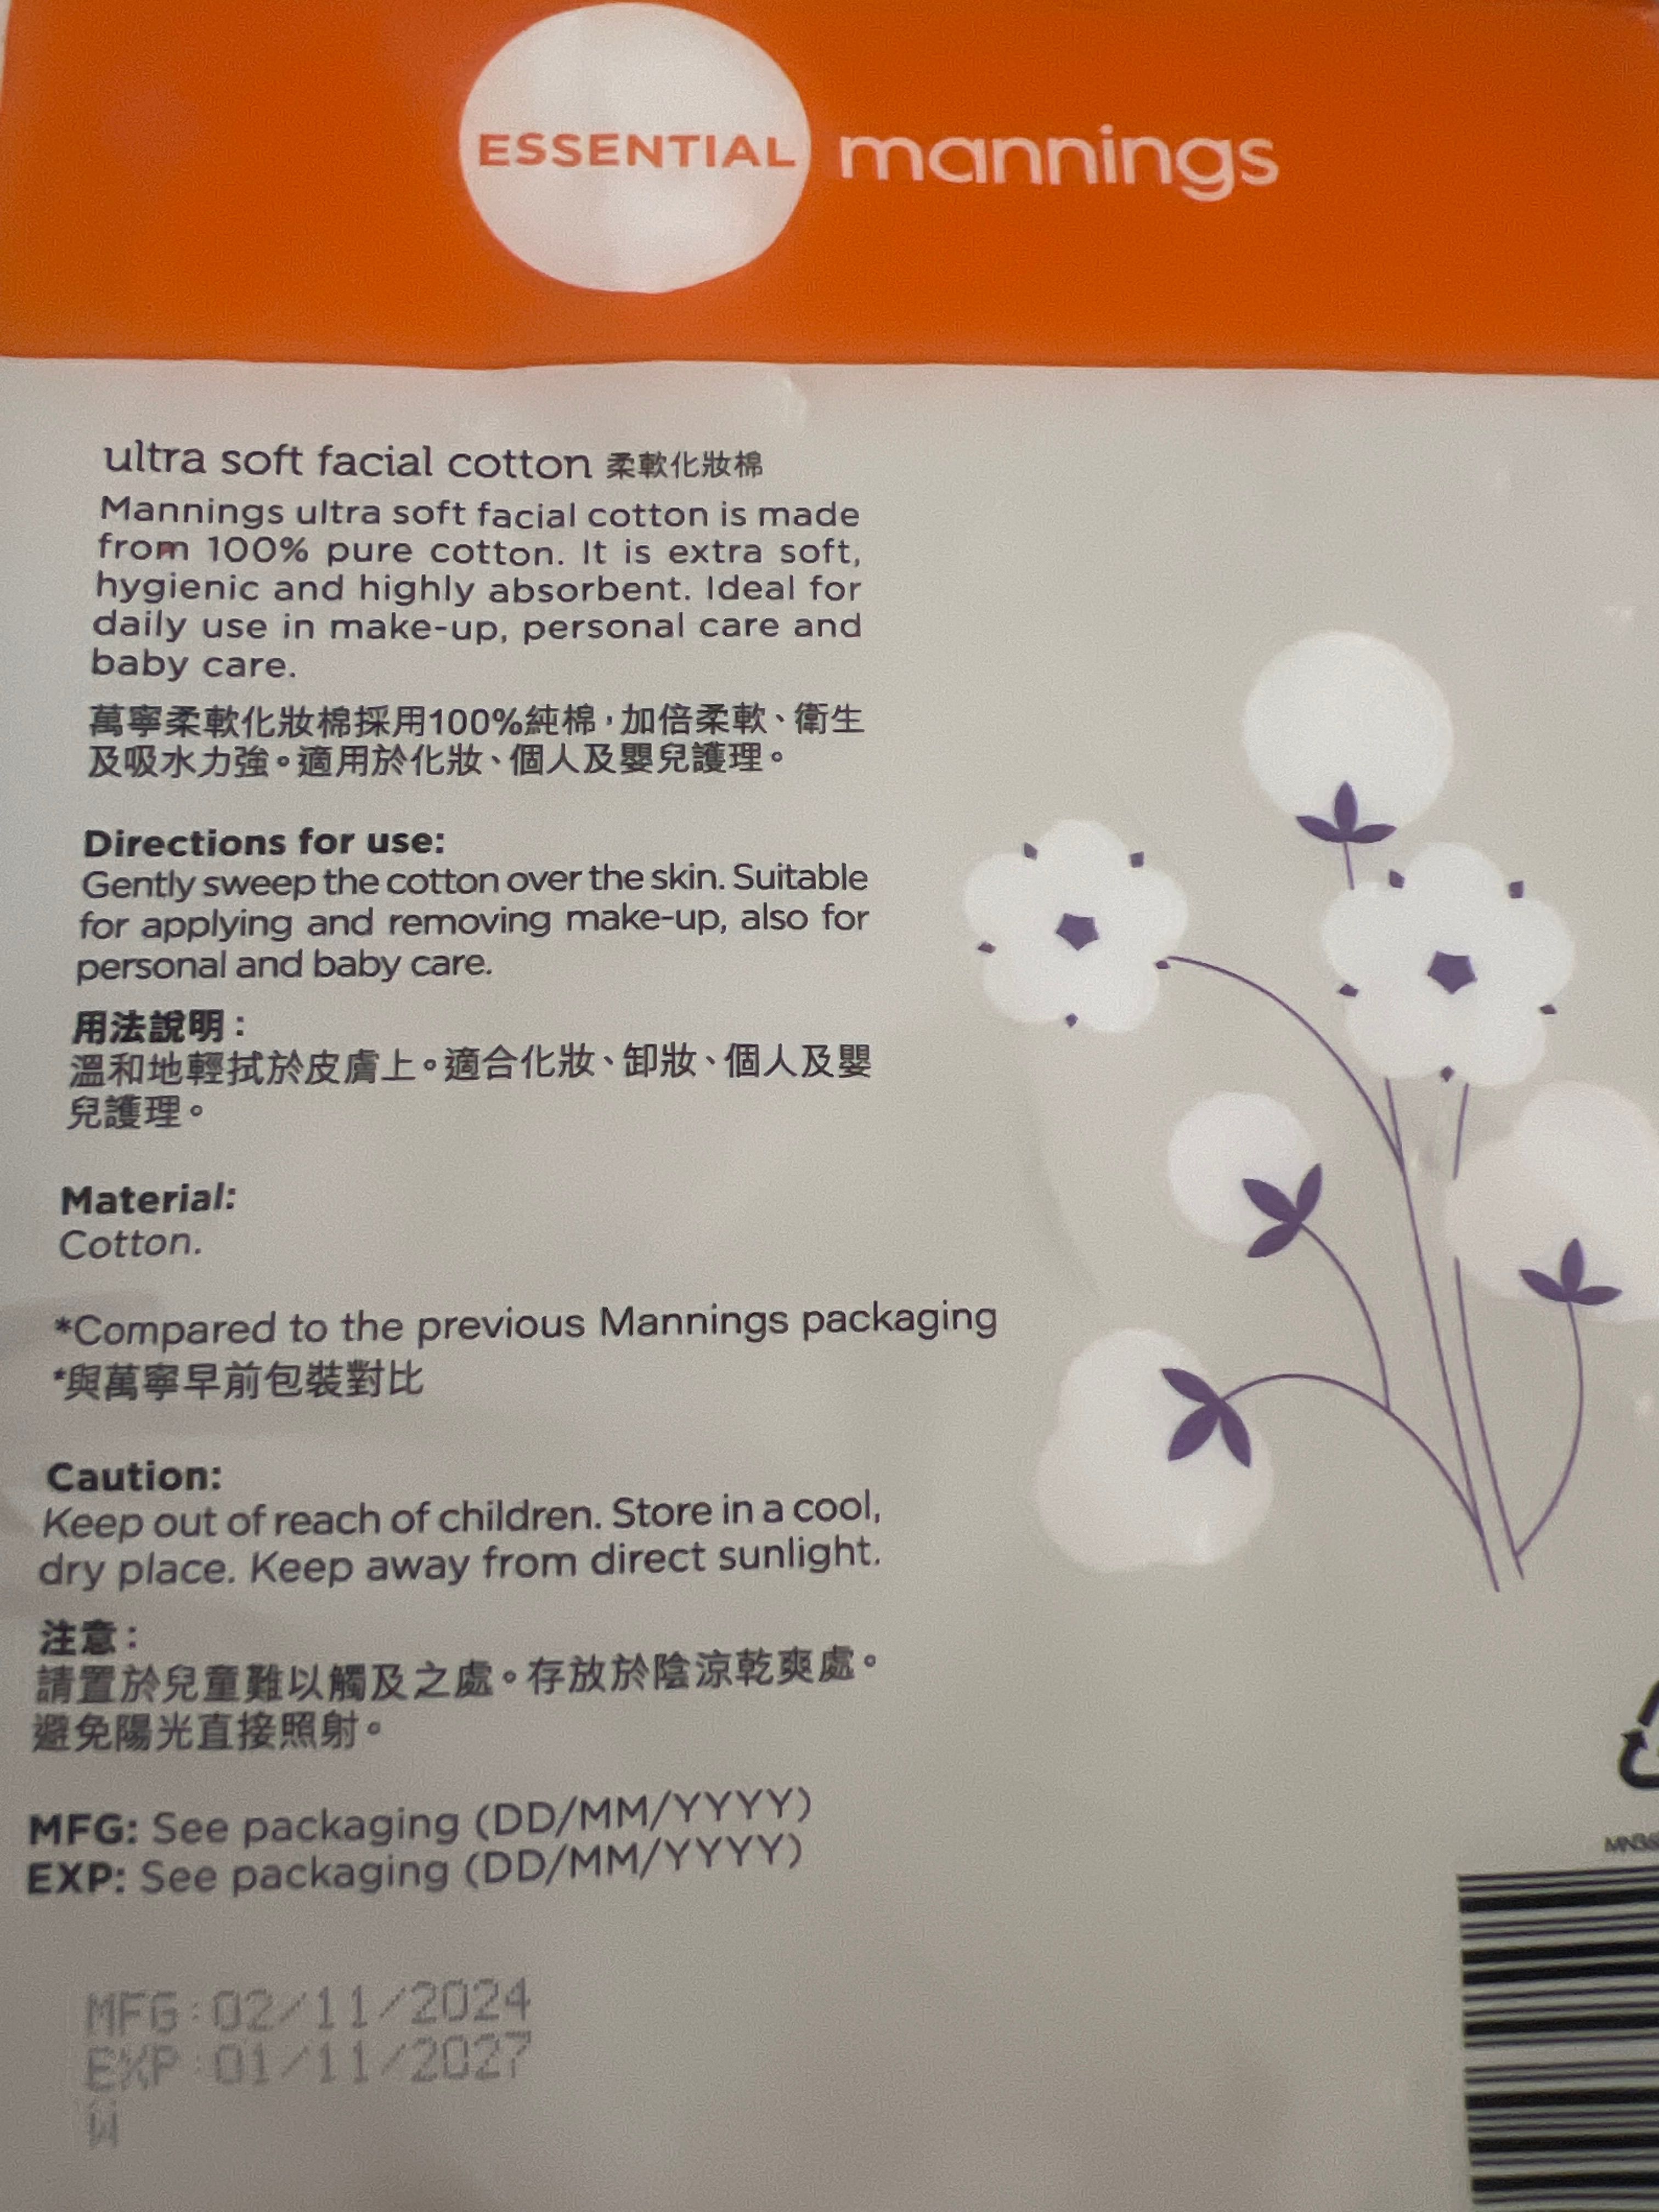 ESSENTIAL mannings
ultra soft facial cotton 柔軟化妝棉
Mannings ultra soft facial cotton is made
from 100% pure cotton. It is extra soft,
hygienic and highly absorbent. Ideal for
daily use in make-up, personal care and
baby care.
萬寧柔軟化妝棉採用100%純棉，加倍柔軟、衛生
及吸水力強。適用於化妝、個人及嬰兒護理。
Directions for use:
Gently sweep the cotton over the skin. Suitable
for applying and removing make-up, also for
personal and baby care.
用法說明：
溫和地輕拭於皮膚上。適合化妝、卸妝、個人及嬰
兒護理。
Material:
Cotton.
*Compared to the previous Mannings packaging
*與萬寧早前包裝對比
Caution:
Keep out of reach of children. Store in a cool,
dry place. Keep away from direct sunlight.
注意：
請置於兒童難以觸及之處。存放於陰涼乾爽處。
避免陽光直接照射。
MFG: See packaging (DD/MM/YYYY)
EXP: See packaging (DD/MM/YYYY)
MFG:02/11/2024
EXP:01/11/2027